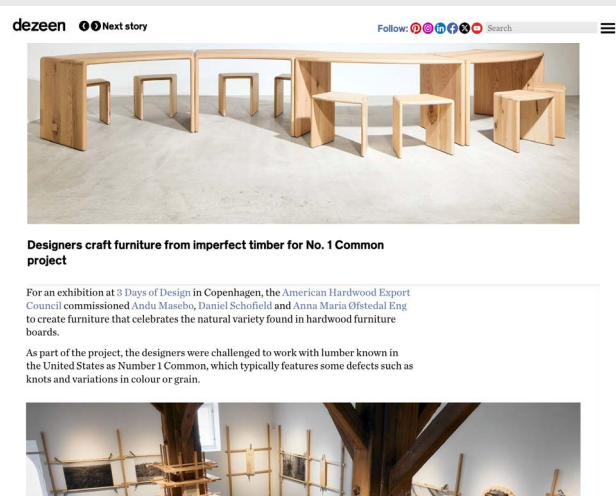 dezeen
Next story
Follow:
Search
Designers craft furniture from imperfect timber for No. 1 Common
project
For an exhibition at 3 Days of Design in Copenhagen, the American Hardwood Export
Council commissioned Andu Masebo, Daniel Schofield and Anna Maria Øfstedal Eng
to create furniture that celebrates the natural variety found in hardwood furniture
boards.
As part of the project, the designers were challenged to work with lumber known in
the United States as Number 1 Common, which typically features some defects such as
knots and variations in colour or grain.